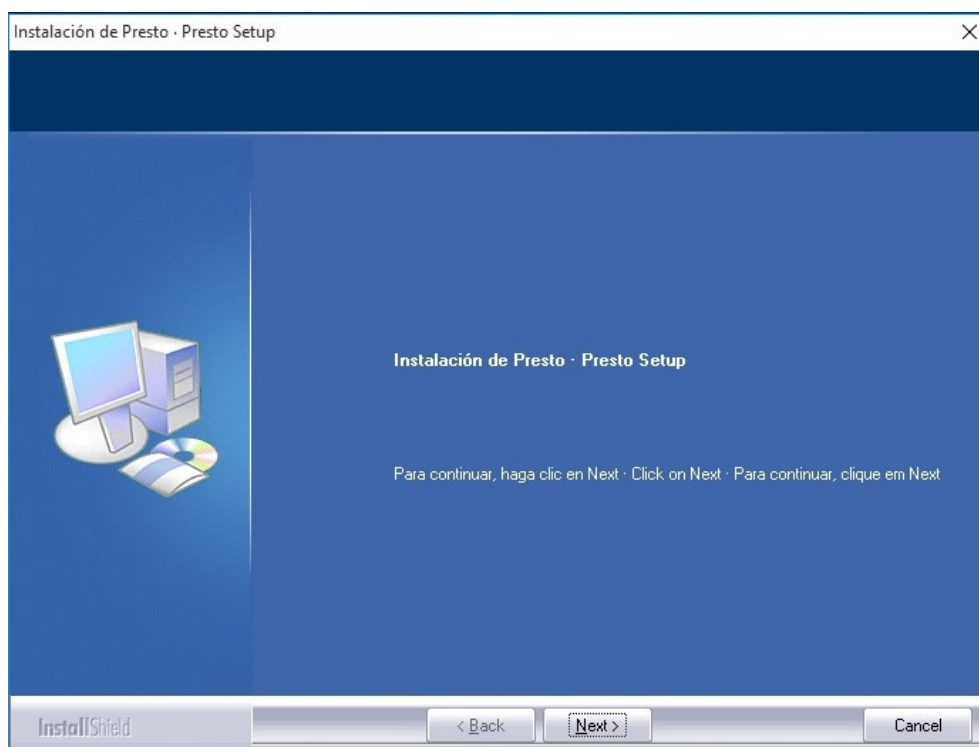 Instalación de Presto · Presto Setup
Instalación de Presto · Presto Setup
Para continuar, haga clic en Next · Click on Next · Para continuar, clique em Next
InstallShield
< Back
Next >
Cancel